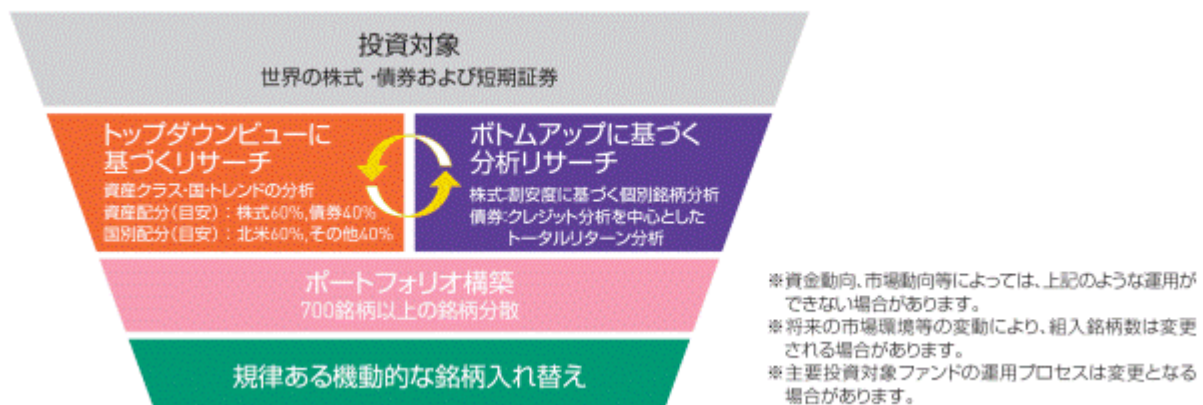 投資対象
世界の株式・債券および短期証券
トップダウンビューに
基づくリサーチ
資産クラス・国・トレンドの分析
資産配分(目安)：株式60%,債券40%
国別配分(目安)：北米60%,その他40%
ボトムアップに基づく
分析リサーチ
株式:割安度に基づく個別銘柄分析
債券:クレジット分析を中心とした
トータルリターン分析
ポートフォリオ構築
700銘柄以上の銘柄分散
規律ある機動的な銘柄入れ替え
※資金動向、市場動向等によっては、上記のような運用が
できない場合があります。
※将来の市場環境等の変動により、組入銘柄数は変更
される場合があります。
※主要投資対象ファンドの運用プロセスは変更となる
場合があります。